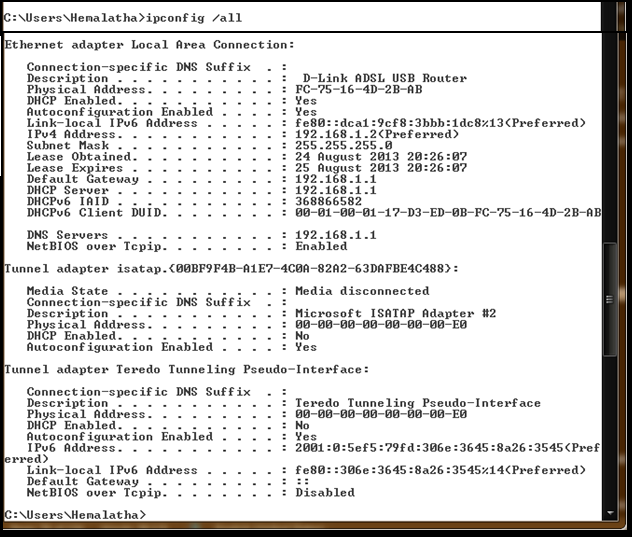 C:\Users\Hemalatha>ipconfig /all
Ethernet adapter Local Area Connection:
Connection-specific DNS Suffix . :
Description . . . . . . . . . . . : D-Link ADSL USB Router
Physical Address. . . . . . . . . : FC-75-16-4D-2B-AB
DHCP Enabled. . . . . . . . . . . : Yes
Autoconfiguration Enabled . . . . : Yes
Link-local IPv6 Address . . . . . : fe80::dca1:9cf8:3bbb:1dc8%13(Preferred)
IPv4 Address. . . . . . . . . . . : 192.168.1.2(Preferred)
Subnet Mask . . . . . . . . . . . : 255.255.255.0
Lease Obtained. . . . . . . . . . : 24 August 2013 20:26:07
Lease Expires . . . . . . . . . . : 25 August 2013 20:26:07
Default Gateway . . . . . . . . . : 192.168.1.1
DHCP Server . . . . . . . . . . . : 192.168.1.1
DHCPv6 IAID . . . . . . . . . . . : 368866582
DHCPv6 Client DUID. . . . . . . . : 00-01-00-01-17-D3-ED-0B-FC-75-16-4D-2B-AB
DNS Servers . . . . . . . . . . . : 192.168.1.1
NetBIOS over Tcpip. . . . . . . . : Enabled
Tunnel adapter isatap.{00BF9F4B-A1E7-4C0A-82A2-63DAFBE4C488}:
Media State . . . . . . . . . . . : Media disconnected
Connection-specific DNS Suffix . :
Description . . . . . . . . . . . : Microsoft ISATAP Adapter #2
Physical Address. . . . . . . . . : 00-00-00-00-00-00-00-E0
DHCP Enabled. . . . . . . . . . . : No
Autoconfiguration Enabled . . . . : Yes
Tunnel adapter Teredo Tunneling Pseudo-Interface:
Connection-specific DNS Suffix . :
Description . . . . . . . . . . . : Teredo Tunneling Pseudo-Interface
Physical Address. . . . . . . . . : 00-00-00-00-00-00-00-E0
DHCP Enabled. . . . . . . . . . . : No
Autoconfiguration Enabled . . . . : Yes
IPv6 Address. . . . . . . . . . . : 2001:0:5ef5:79fd:306e:3645:8a26:3545(Pref
erred)
Link-local IPv6 Address . . . . . : fe80::306e:3645:8a26:3545%14(Preferred)
Default Gateway . . . . . . . . . : ::
NetBIOS over Tcpip. . . . . . . . : Disabled
C:\Users\Hemalatha>